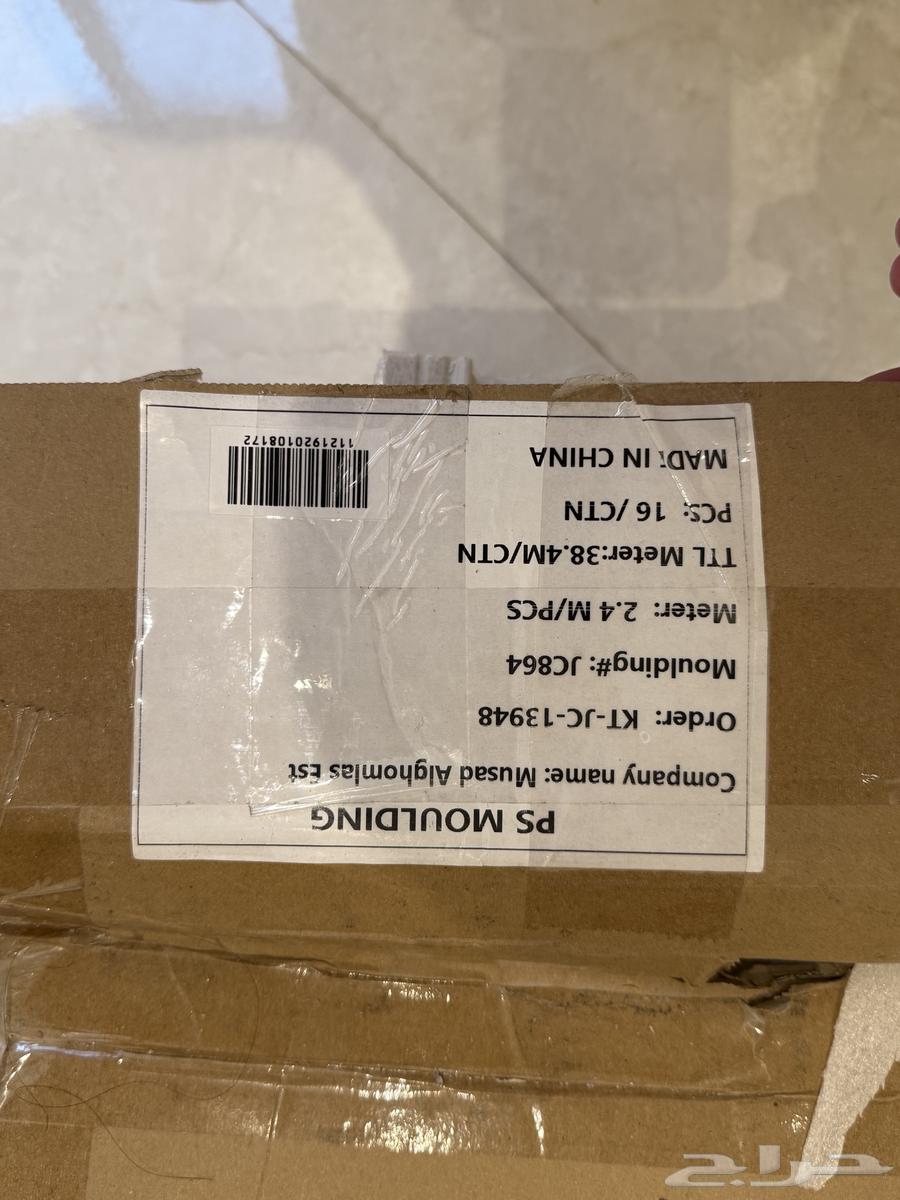 PS MOULDING
Company name: Musad Alghomlas Est
Order: KT-JC-13948
Moulding#: JC864
Meter: 2.4 M/PCS
TTL Meter:38.4M/CTN
PCS: 16 /CTN
MADE IN CHINA
1121920108172
حراج